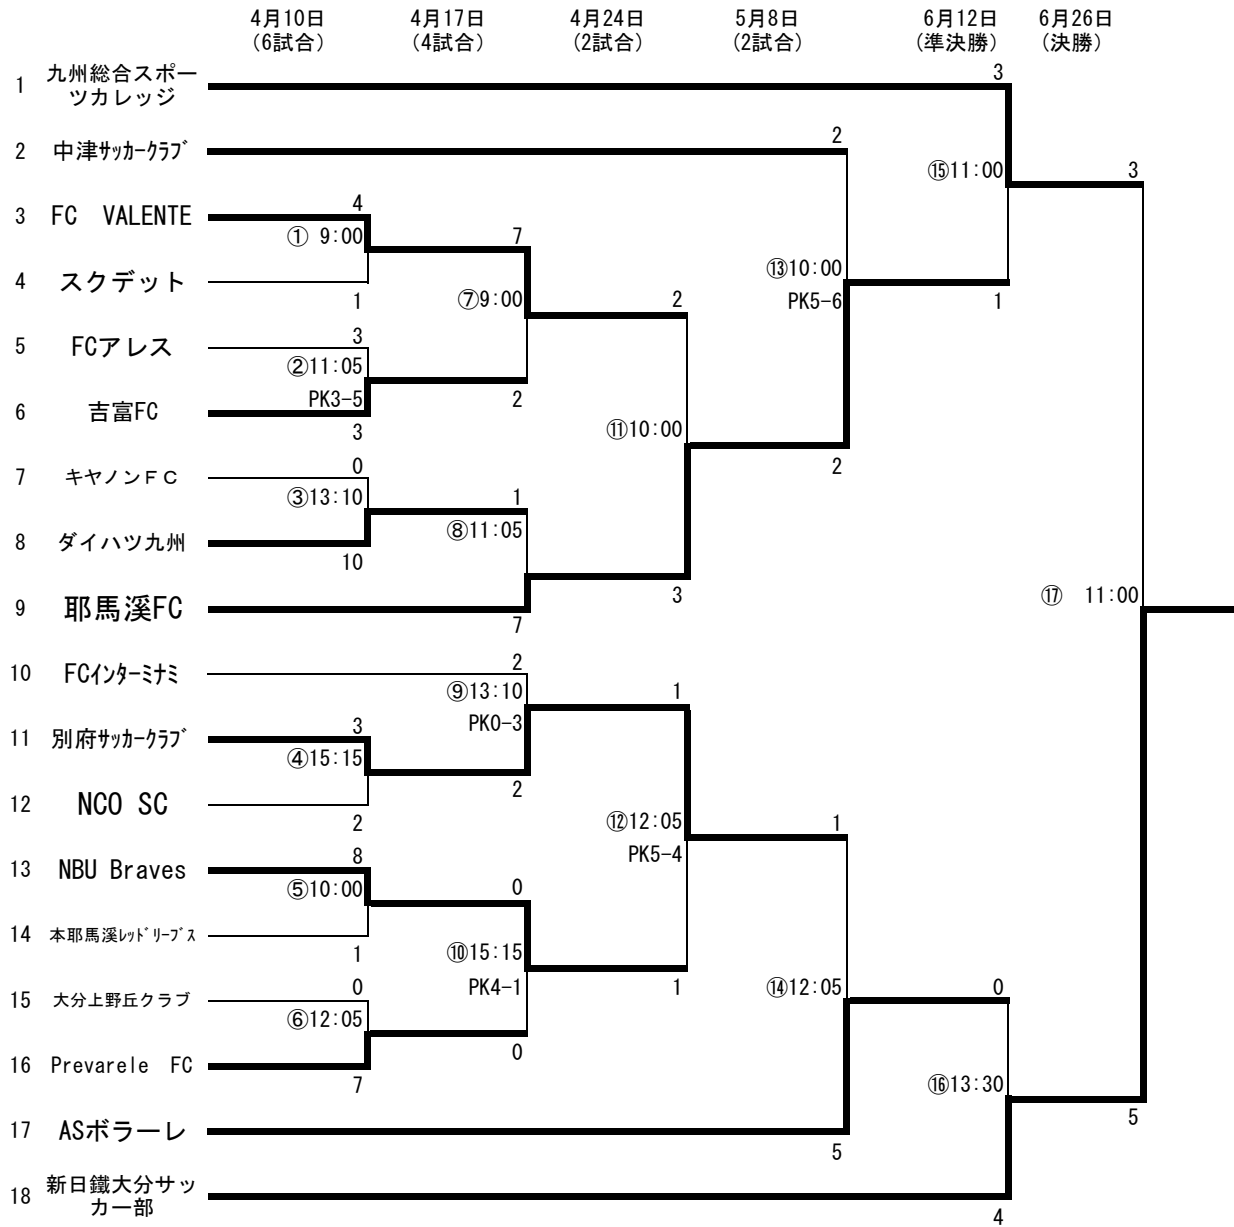 4月10日 4月17日 4月24日 5月8日 6月12日 6月26日
(6試合) (4試合) (2試合) (2試合) (準決勝) (決勝)
1 九州総合スポーツカレッジ 3
2 中津ｻｯｶｰｸﾗﾌﾞ 2
⑮11:00 3
3 FC VALENTE 4
① 9:00 7
4 スクデット 1
⑬10:00
⑦9:00 2 PK5-6 1
5 FCアレス 3
②11:05
PK3-5 2
6 吉富FC 3
⑪10:00
7 キヤノンＦＣ 0 2
③13:10 1
8 ダイハツ九州 10
⑧11:05
3
9 耶馬溪FC 7
⑰ 11:00
10 FCｲﾝﾀｰﾐﾅﾐ 2
⑨13:10 1
PK0-3
11 別府ｻｯｶｰｸﾗﾌﾞ 3
④15:15 2
12 NCO SC 2
⑫12:05 1
PK5-4
13 NBU Braves 8
⑤10:00 0
14 本耶馬溪ﾚｯﾄﾞﾘｰﾌﾞｽ 1
⑩15:15
PK4-1 1
15 大分上野丘クラブ 0
⑭12:05 0
⑥12:05 0
16 Prevarele FC 7
⑯13:30 5
17 ASボラーレ 5
18 新日鐵大分サッカー部 4